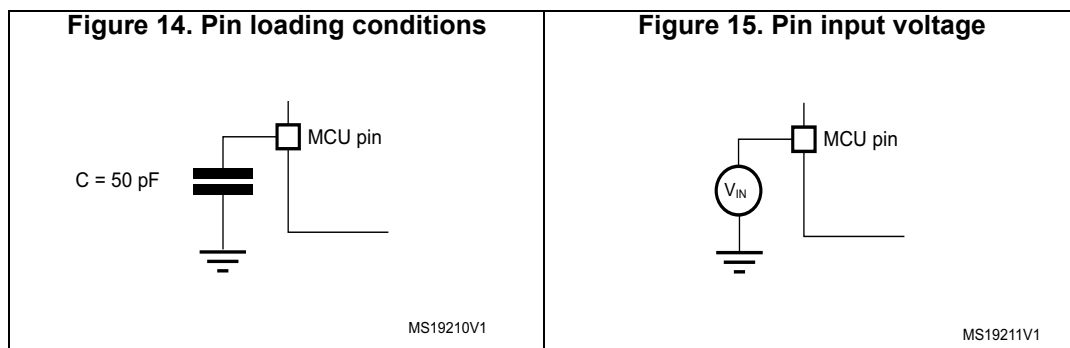 Figure 14. Pin loading conditions
MCU pin
C = 50 pF
MS19210V1
Figure 15. Pin input voltage
MCU pin
VIN
MS19211V1